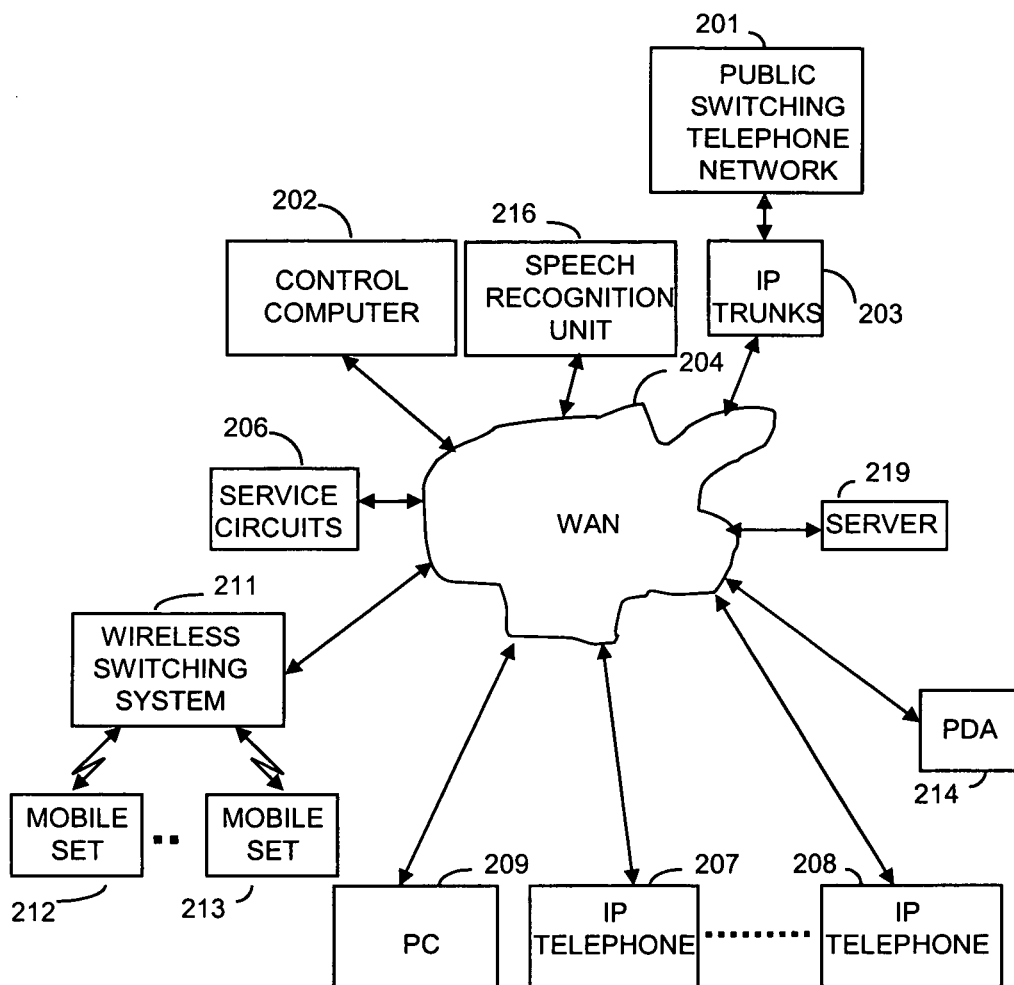 201
PUBLIC
SWITCHING
TELEPHONE
NETWORK
202
216
CONTROL
COMPUTER
SPEECH
RECOGNITION
UNIT
IP
TRUNKS
203
204
206
SERVICE
CIRCUITS
WAN
219
SERVER
211
WIRELESS
SWITCHING
SYSTEM
PDA
214
MOBILE
SET
MOBILE
SET
212
213
209
207
208
PC
IP
TELEPHONE
IP
TELEPHONE